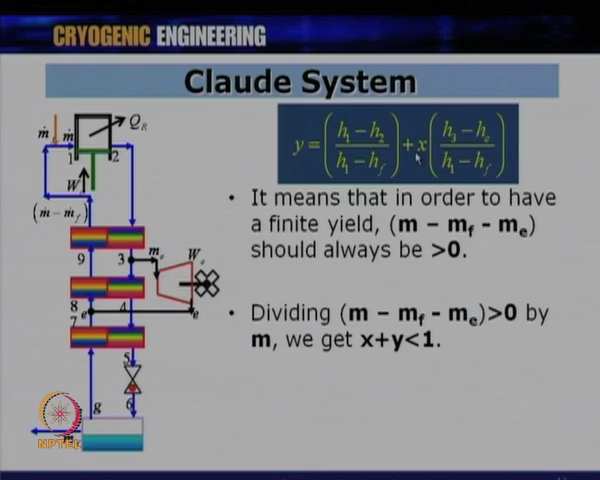 CRYOGENIC ENGINEERING
Claude System
y = ( h₁ – h₂ / h₁ – h_f ) + x ( h₃ – h_e / h₁ – h_f )
• It means that in order to have
a finite yield, (m – m_f - m_e)
should always be >0.
• Dividing (m – m_f - m_e)>0 by
m, we get x+y<1.
Q_R
ṁ ṁ
1 2
W
(ṁ – ṁ_f)
9 3 m_e W_e
8 e 4 e
7
5
g 6
NPTEL